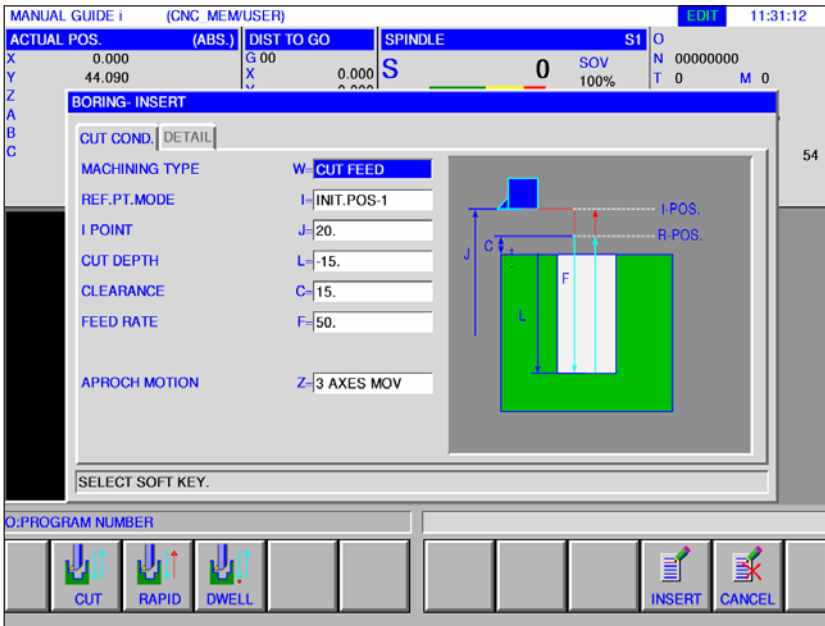 MANUAL GUIDE i (CNC_MEM/USER) EDIT 11:31:12
ACTUAL POS. (ABS.) DIST TO GO SPINDLE S1 O
X 0.000 G 00 S 0 SOV N 00000000
Y 44.090 X 0.000 100% T 0 M 0
Z
A
B
C 54
BORING- INSERT
CUT COND. DETAIL
MACHINING TYPE W= CUT FEED
REF.PT.MODE I= INIT.POS-1
I POINT J= 20.
CUT DEPTH L= -15.
CLEARANCE C= 15.
FEED RATE F= 50.
APROCH MOTION Z= 3 AXES MOV
I-POS.
R-POS.
J C + -
F
L
SELECT SOFT KEY.
O:PROGRAM NUMBER
CUT RAPID DWELL INSERT CANCEL